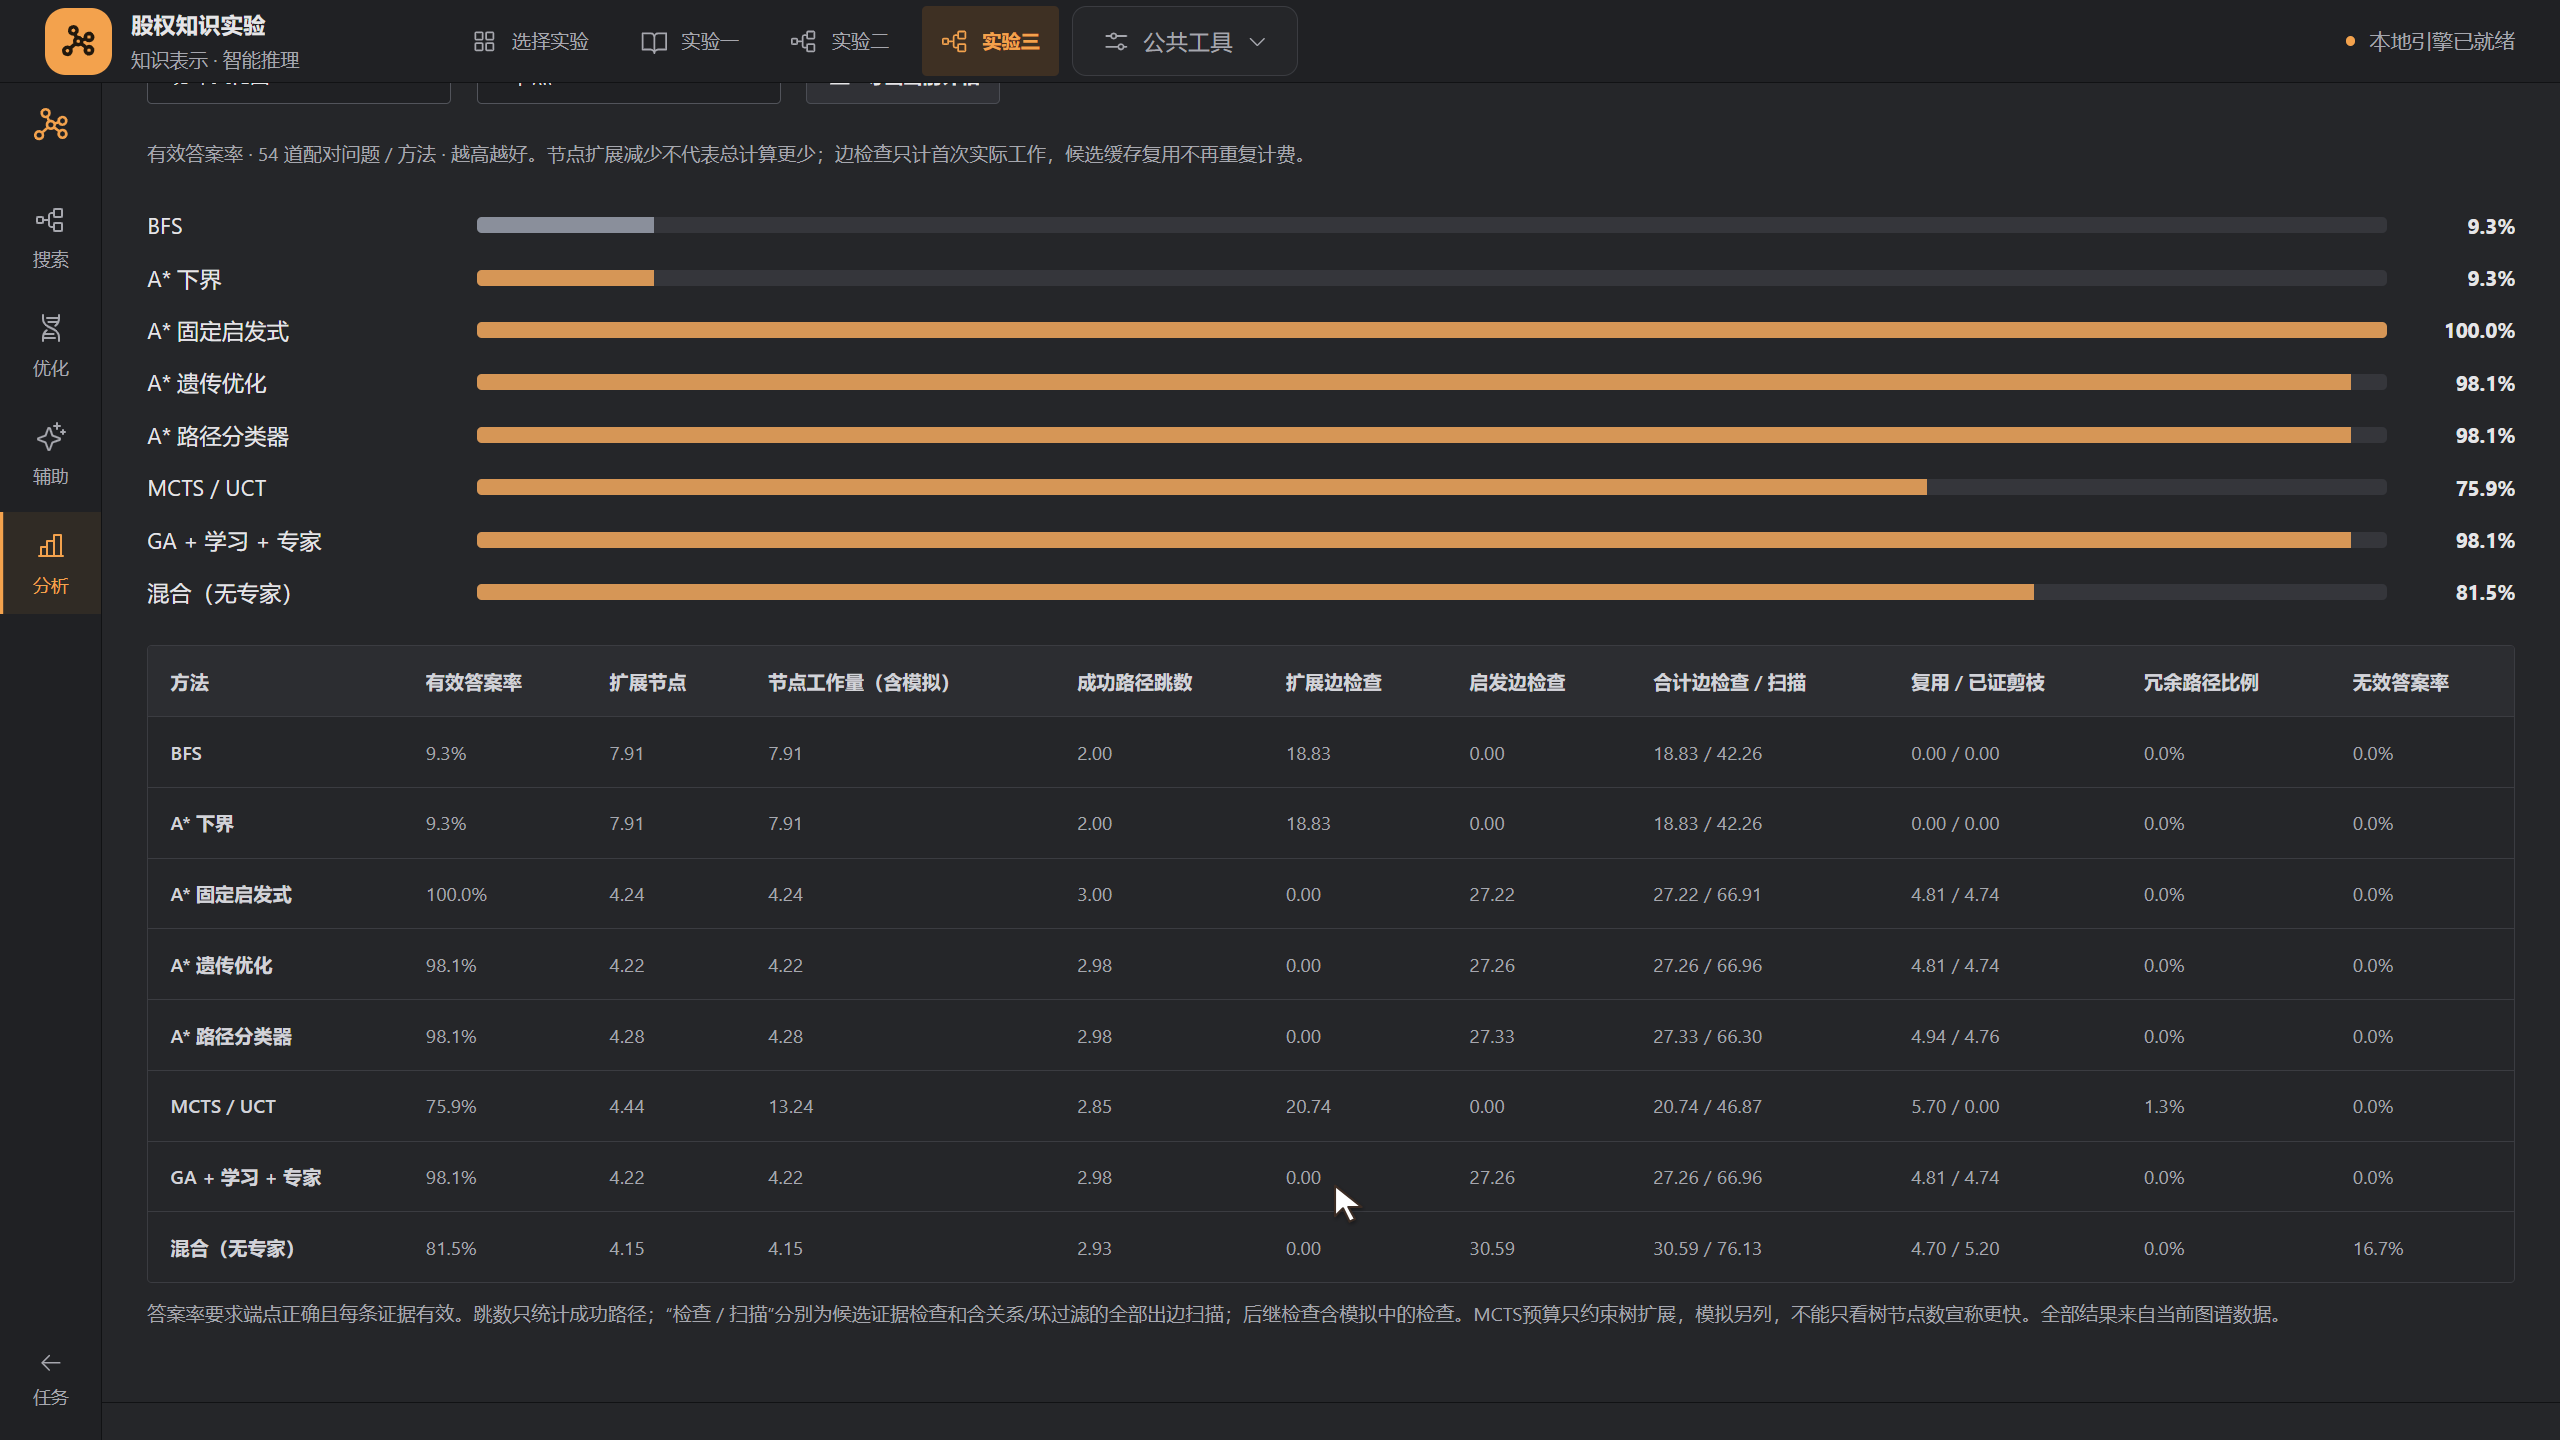 股权知识实验
知识表示 · 智能推理
选择实验
实验一
实验二
实验三
公共工具
本地引擎已就绪
搜索
优化
辅助
分析
任务
有效答案率 · 54 道配对问题 / 方法 · 越高越好。节点扩展减少不代表总计算更少；边检查只计首次实际工作，候选缓存复用不再重复计费。
BFS 9.3%
A* 下界 9.3%
A* 固定启发式 100.0%
A* 遗传优化 98.1%
A* 路径分类器 98.1%
MCTS / UCT 75.9%
GA + 学习 + 专家 98.1%
混合（无专家） 81.5%
方法 有效答案率 扩展节点 节点工作量（含模拟） 成功路径跳数 扩展边检查 启发边检查 合计边检查 / 扫描 复用 / 已证剪枝 冗余路径比例 无效答案率
BFS 9.3% 7.91 7.91 2.00 18.83 0.00 18.83 / 42.26 0.00 / 0.00 0.0% 0.0%
A* 下界 9.3% 7.91 7.91 2.00 18.83 0.00 18.83 / 42.26 0.00 / 0.00 0.0% 0.0%
A* 固定启发式 100.0% 4.24 4.24 3.00 0.00 27.22 27.22 / 66.91 4.81 / 4.74 0.0% 0.0%
A* 遗传优化 98.1% 4.22 4.22 2.98 0.00 27.26 27.26 / 66.96 4.81 / 4.74 0.0% 0.0%
A* 路径分类器 98.1% 4.28 4.28 2.98 0.00 27.33 27.33 / 66.30 4.94 / 4.76 0.0% 0.0%
MCTS / UCT 75.9% 4.44 13.24 2.85 20.74 0.00 20.74 / 46.87 5.70 / 0.00 1.3% 0.0%
GA + 学习 + 专家 98.1% 4.22 4.22 2.98 0.00 27.26 27.26 / 66.96 4.81 / 4.74 0.0% 0.0%
混合（无专家） 81.5% 4.15 4.15 2.93 0.00 30.59 30.59 / 76.13 4.70 / 5.20 0.0% 16.7%
答案率要求端点正确且每条证据有效。跳数只统计成功路径；“检查 / 扫描”分别为候选证据检查和含关系/环过滤的全部出边扫描；后继检查含模拟中的检查。MCTS预算只约束树扩展，模拟另列，不能只看树节点数宣称更快。全部结果来自当前图谱数据。